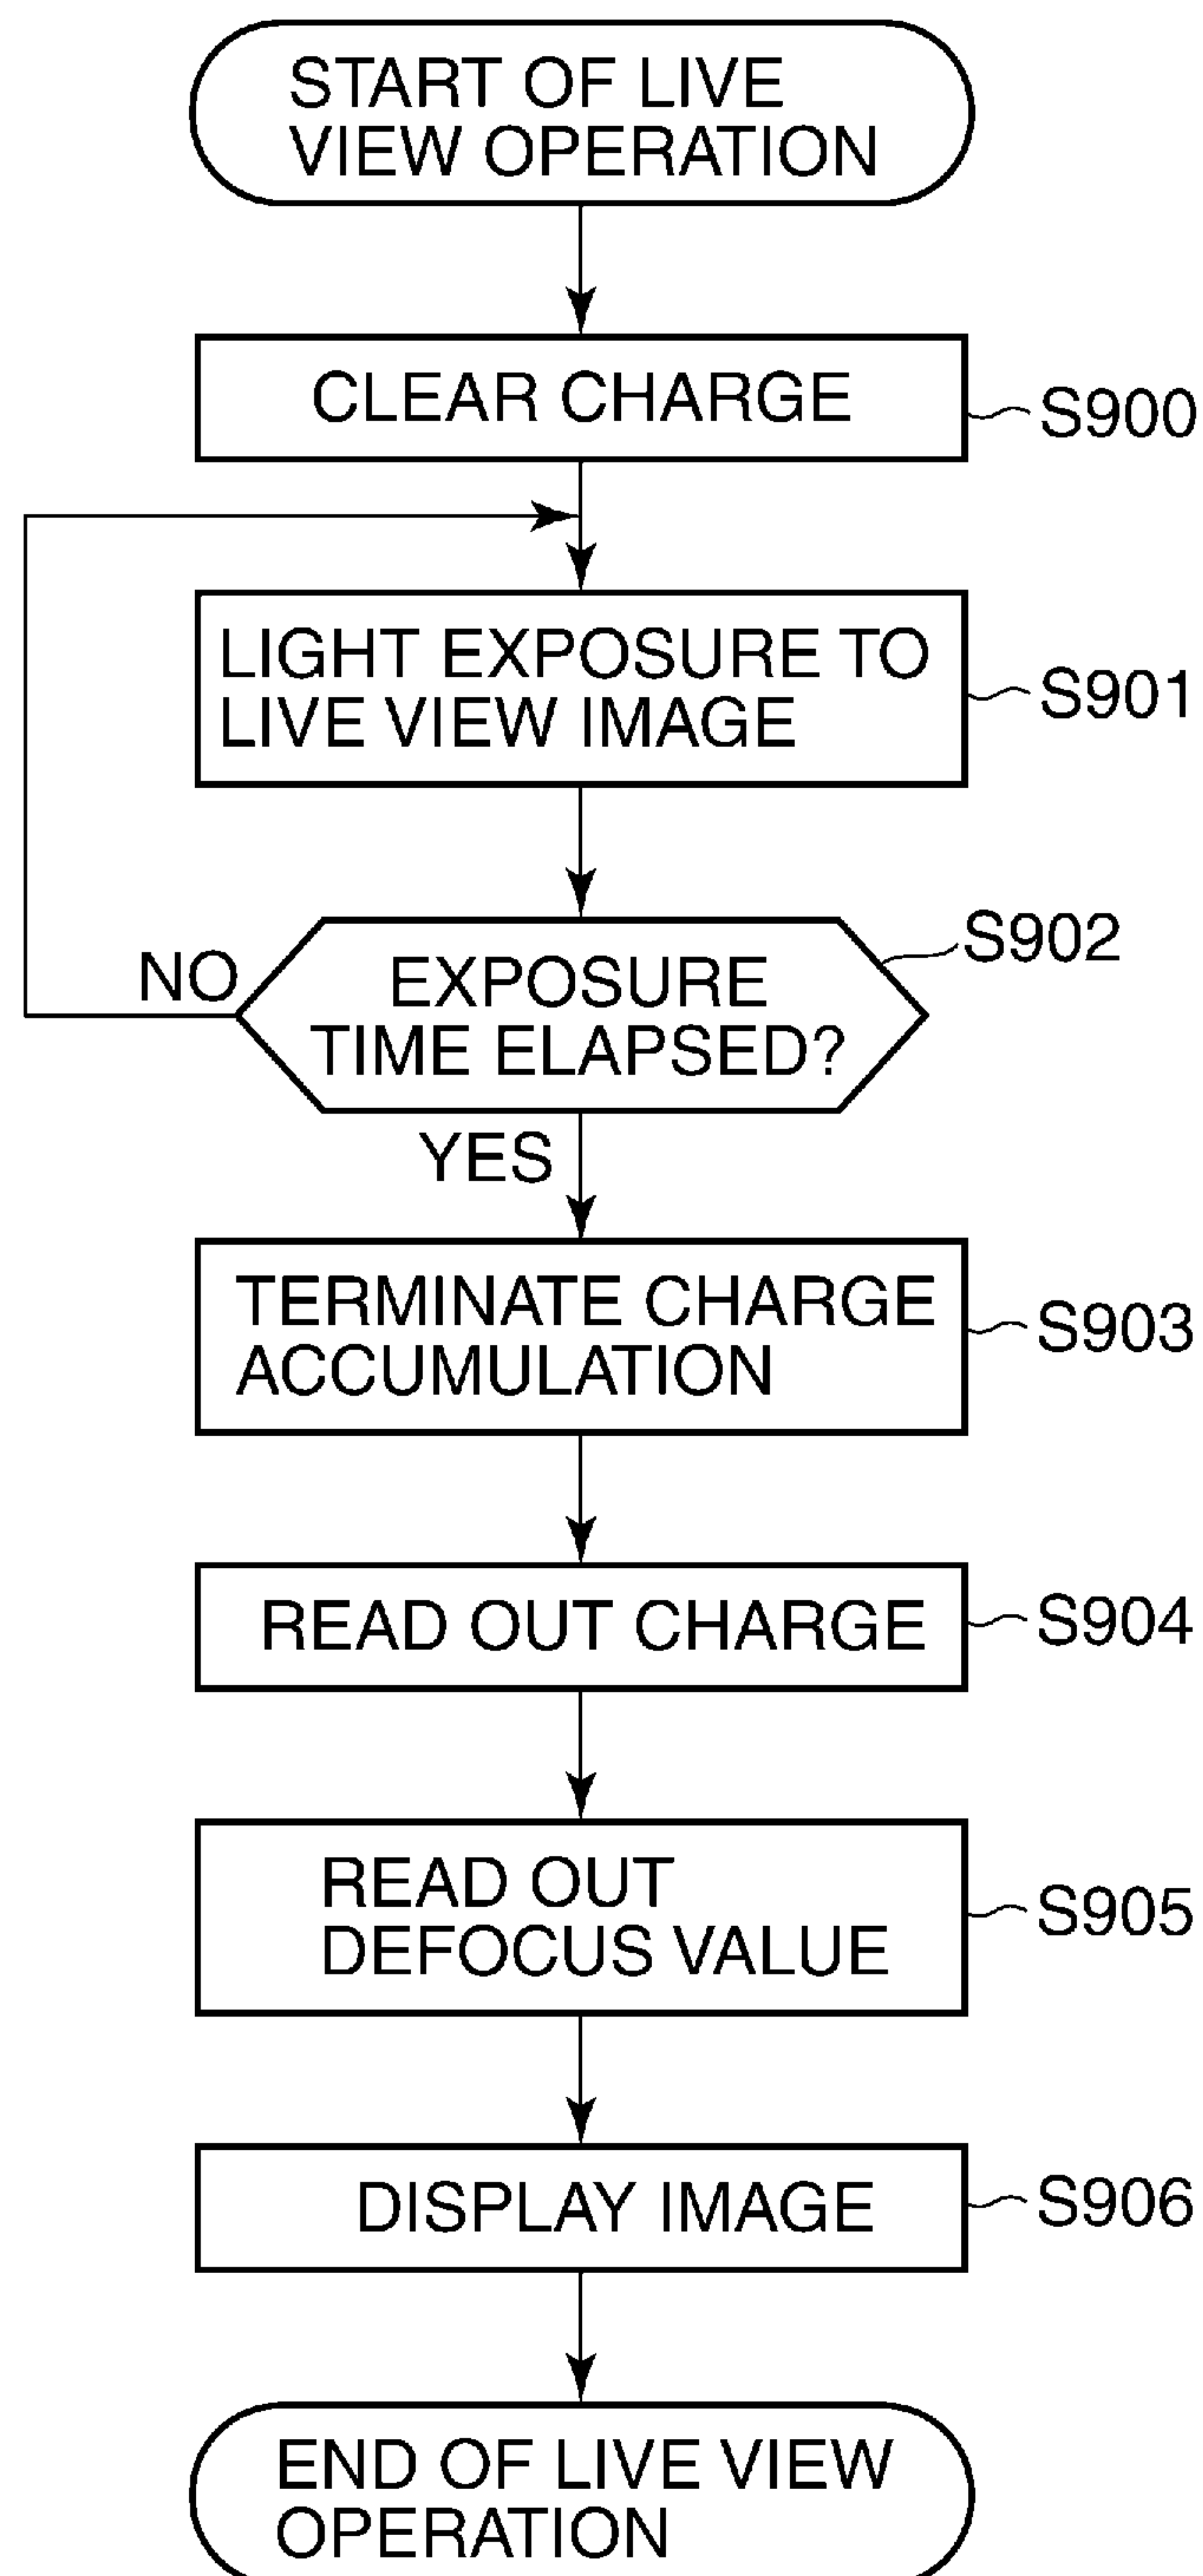 START OF LIVE
VIEW OPERATION
CLEAR CHARGE
S900
LIGHT EXPOSURE TO
LIVE VIEW IMAGE
S901
S902
NO
EXPOSURE
TIME ELAPSED?
YES
TERMINATE CHARGE
ACCUMULATION
S903
READ OUT CHARGE
S904
READ OUT
DEFOCUS VALUE
S905
DISPLAY IMAGE
S906
END OF LIVE VIEW
OPERATION